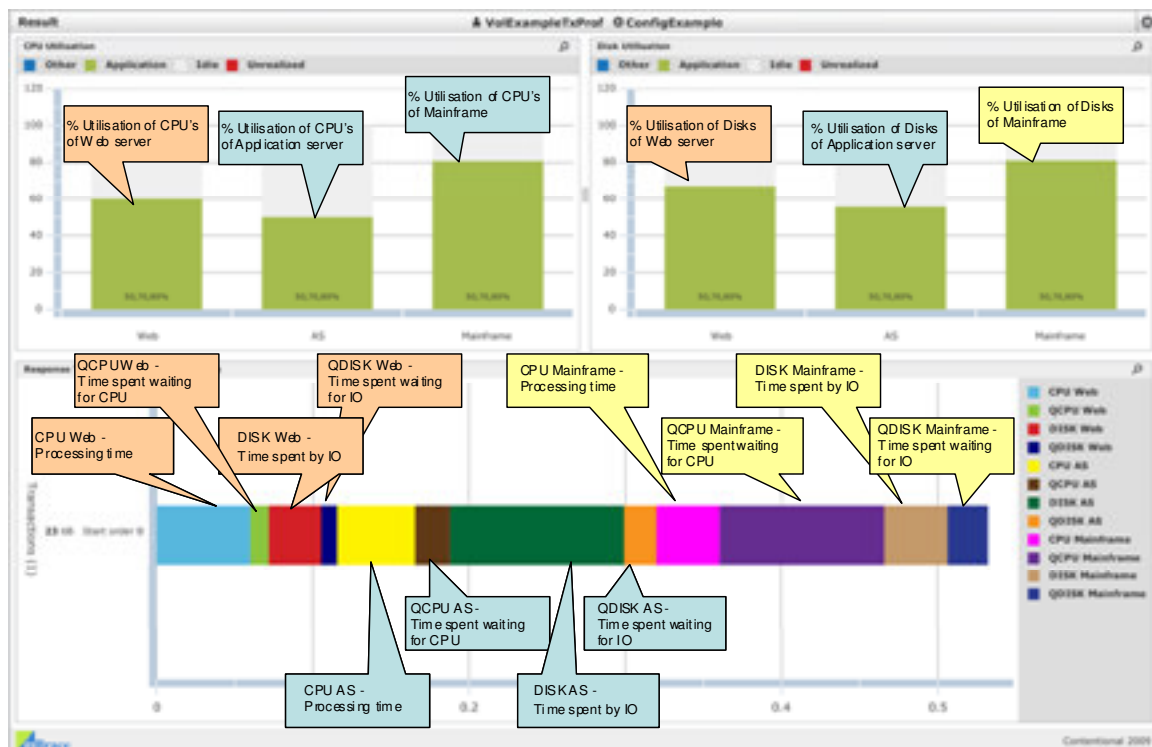 Result
VolExampleTxProf ConfigExample
CPU Utilisation
Other Application Idle Unrealized
120
100
80
60
40
20
0
% Utilisation of CPU's
of Web server
% Utilisation of CPU's
of Application server
% Utilisation of CPU's
of Mainframe
Web AS Mainframe
Disk Utilisation
Other Application Idle Unrealized
120
100
80
60
40
20
0
% Utilisation of Disks
of Web server
% Utilisation of Disks
of Application server
% Utilisation of Disks
of Mainframe
Web AS Mainframe
Response
QCPU Web -
Time spent waiting
for CPU
QDISK Web -
Time spent waiting
for IO
CPU Mainframe -
Processing time
DISK Mainframe -
Time spent by IO
CPU Web -
Processing time
DISK Web -
Time spent by IO
QCPU Mainframe -
Time spent waiting
for CPU
QDISK Mainframe -
Time spent waiting
for IO
Transactions (1)
Start order
QCPU AS -
Time spent waiting
for CPU
QDISK AS -
Time spent waiting
for IO
CPU AS -
Processing time
DISK AS -
Time spent by IO
0 0.2 0.4 0.5
CPU Web
QCPU Web
DISK Web
QDISK Web
CPU AS
QCPU AS
DISK AS
QDISK AS
CPU Mainframe
QCPU Mainframe
DISK Mainframe
QDISK Mainframe